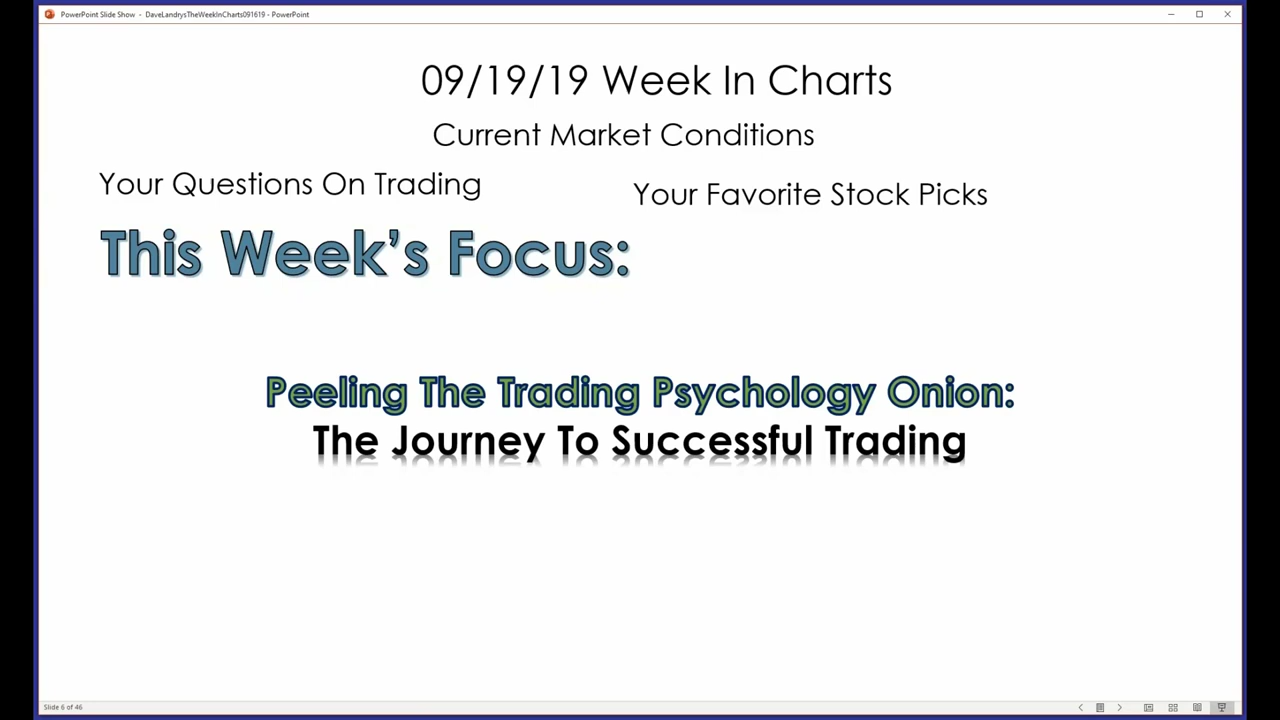 PowerPoint Slide Show - DaveLandrysTheWeekInCharts091619 - PowerPoint
09/19/19 Week In Charts
Current Market Conditions
Your Questions On Trading
Your Favorite Stock Picks
This Week's Focus:
Peeling The Trading Psychology Onion:
The Journey To Successful Trading
Slide 6 of 46